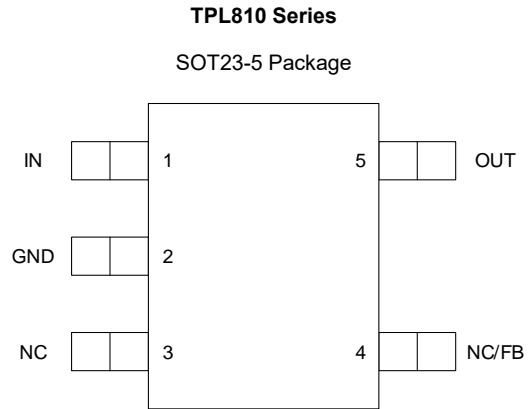 TPL810 Series
SOT23-5 Package
IN 1 5 OUT
GND 2
NC 3 4 NC/FB